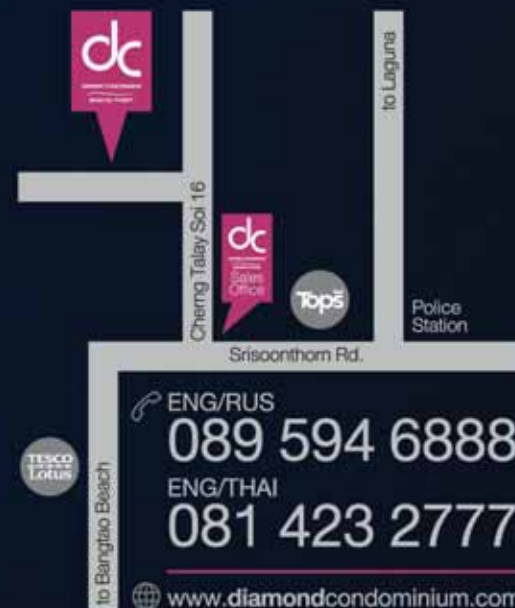 dc
to Laguna
Cherng Talay Soi 16
dc
Sales
Office
Tops
Police
Station
Srisoonthorn Rd.
TESCO
Lotus
to Bangtao Beach
ENG/RUS
089 594 6888
ENG/THAI
081 423 2777
www.diamondcondominium.com